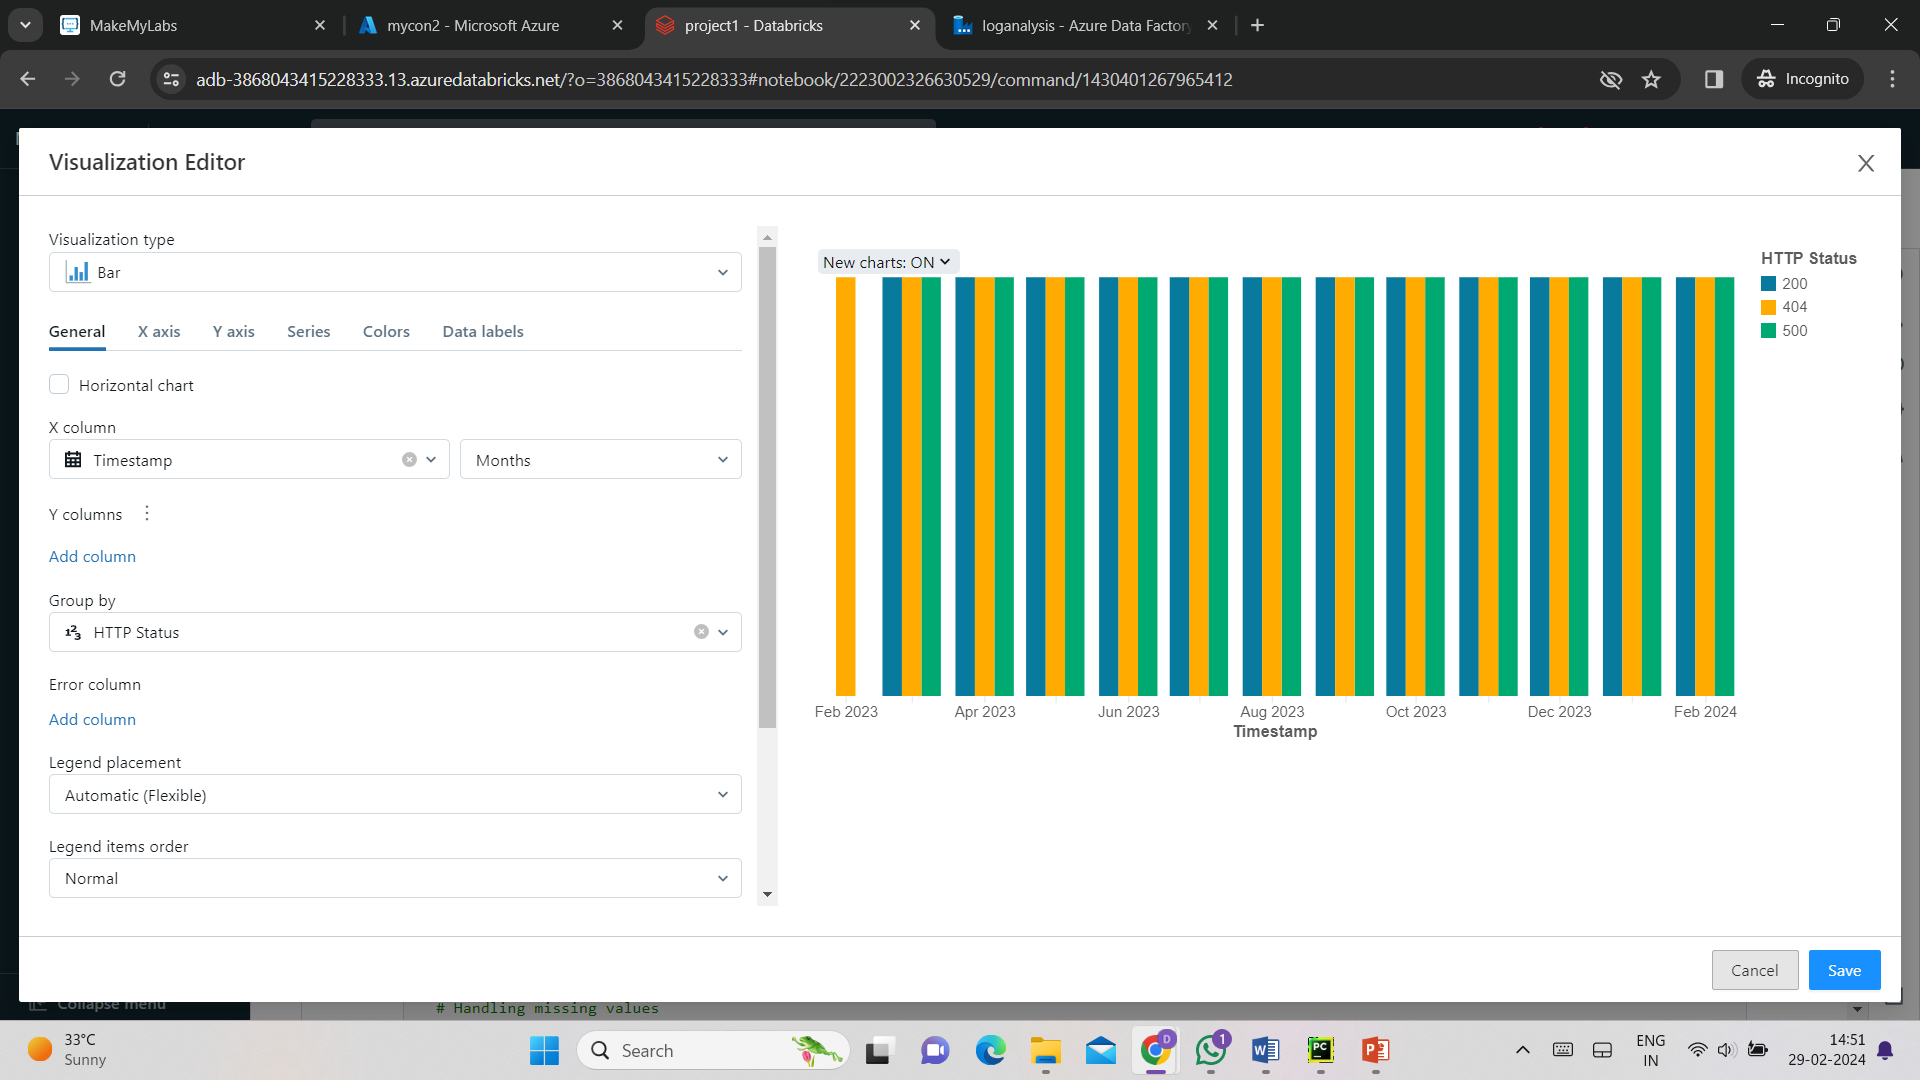 MakeMyLabs
mycon2 - Microsoft Azure
project1 - Databricks
loganalysis - Azure Data Factory
adb-3868043415228333.13.azuredatabricks.net/?o=3868043415228333#notebook/2223002326630529/command/1430401267965412
Incognito
Visualization Editor
Visualization type
Bar
General X axis Y axis Series Colors Data labels
Horizontal chart
X column
Timestamp
Months
Y columns
Add column
Group by
1²3 HTTP Status
Error column
Add column
Legend placement
Automatic (Flexible)
Legend items order
Normal
New charts: ON
HTTP Status
200
404
500
Feb 2023 Apr 2023 Jun 2023 Aug 2023 Oct 2023 Dec 2023 Feb 2024
Timestamp
Cancel
Save
Collapse menu
# Handling missing values
33°C
Sunny
Search
D
1
PC
ENG
IN
14:51
29-02-2024